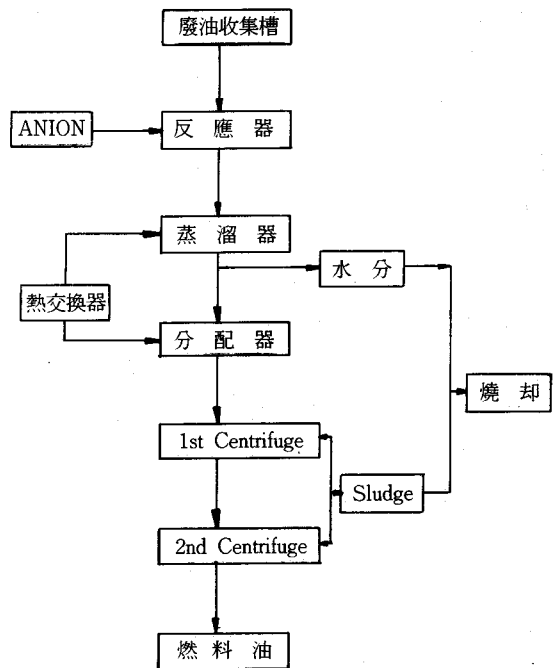 廢油收集槽
ANION
反應器
蒸溜器
水分
熱交換器
分配器
燒却
1st Centrifuge
Sludge
2nd Centrifuge
燃料油